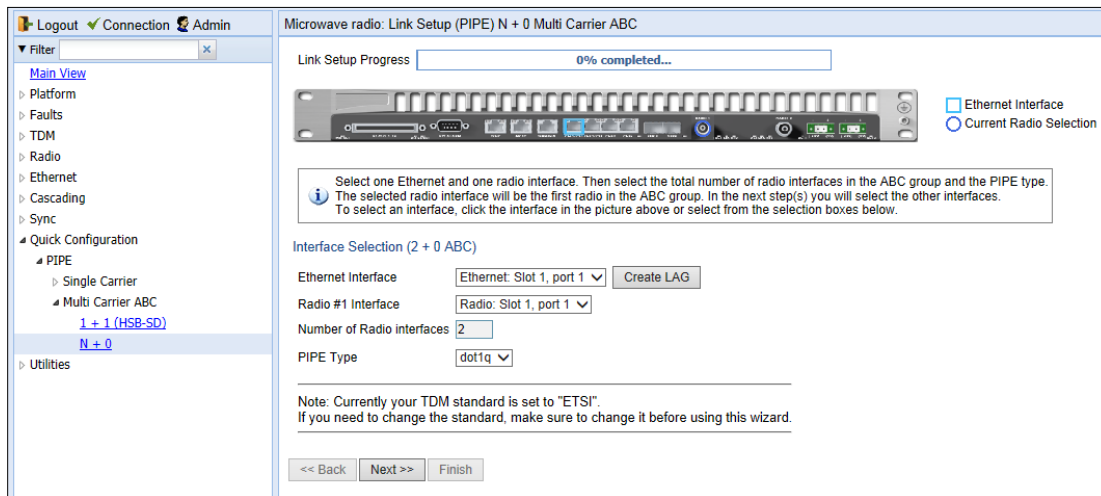 Logout Connection Admin
Filter
Main View
Platform
Faults
TDM
Radio
Ethernet
Cascading
Sync
Quick Configuration
PIPE
Single Carrier
Multi Carrier ABC
1 + 1 (HSB-SD)
N + 0
Utilities
Microwave radio: Link Setup (PIPE) N + 0 Multi Carrier ABC
Link Setup Progress 0% completed...
Ethernet Interface
Current Radio Selection
Select one Ethernet and one radio interface. Then select the total number of radio interfaces in the ABC group and the PIPE type.
The selected radio interface will be the first radio in the ABC group. In the next step(s) you will select the other interfaces.
To select an interface, click the interface in the picture above or select from the selection boxes below.
Interface Selection (2 + 0 ABC)
Ethernet Interface Ethernet: Slot 1, port 1 Create LAG
Radio #1 Interface Radio: Slot 1, port 1
Number of Radio interfaces 2
PIPE Type dot1q
Note: Currently your TDM standard is set to "ETSI".
If you need to change the standard, make sure to change it before using this wizard.
<< Back Next >> Finish